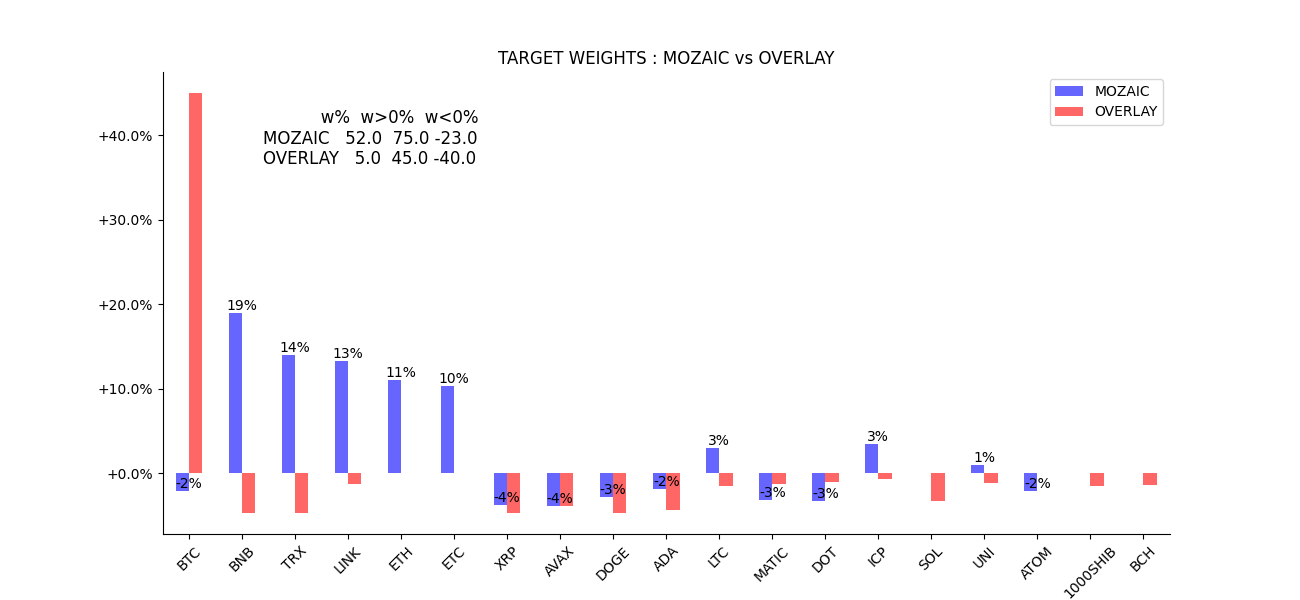 TARGET WEIGHTS : MOZAIC vs OVERLAY
MOZAIC
OVERLAY
w% w>0% w<0%
MOZAIC 52.0 75.0 -23.0
OVERLAY 5.0 45.0 -40.0
+40.0%
+30.0%
+20.0%
+10.0%
+0.0%
-2%
19%
14%
13%
11%
10%
-4%
-4%
-3%
-2%
3%
-3%
-3%
3%
1%
-2%
BTC
BNB
TRX
LINK
ETH
ETC
XRP
AVAX
DOGE
ADA
LTC
MATIC
DOT
ICP
SOL
UNI
ATOM
1000SHIB
BCH